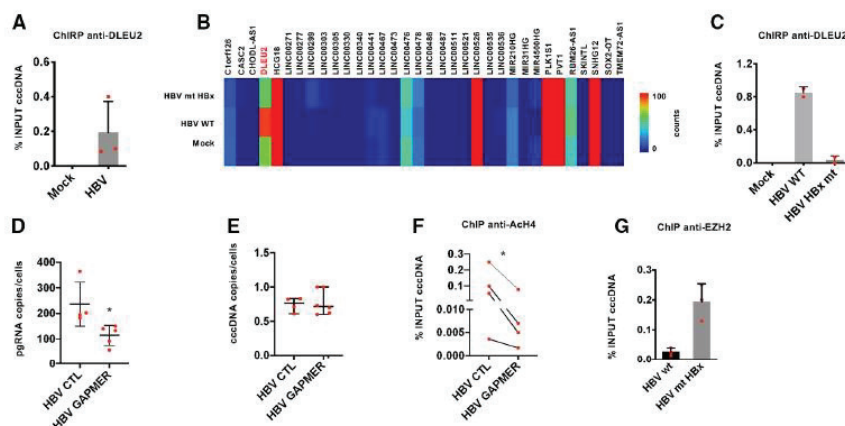 A
ChIRP anti-DLEU2
% INPUT cccDNA
0.6
0.4
0.2
0.0
Mock
HBV
B
C1orf126
CASC2
CHODL-AS1
DLEU2
HCG18
LINC00271
LINC00277
LINC00299
LINC00303
LINC00305
LINC00330
LINC00340
LINC00441
LINC00467
LINC00473
LINC00476
LINC00478
LINC00486
LINC00487
LINC00511
LINC00521
LINC00526
LINC00535
LINC00536
MIR210HG
MIR31HG
MIR4500HG
PLK1S1
PVT1
RBM26-AS1
SKINTL
SNHG12
SOX2-OT
TMEM72-AS1
HBV mt HBx
HBV WT
Mock
100
counts
0
C
ChIRP anti-DLEU2
% INPUT cccDNA
1.2
0.8
0.4
0.0
Mock
HBV WT
HBV HBx mt
D
pgRNA copies/cells
400
300
200
100
0
*
HBV CTL
HBV GAPMER
E
cccDNA copies/cells
1.5
1.0
0.5
0.0
HBV CTL
HBV GAPMER
F
ChIP anti-AcH4
% INPUT cccDNA
0.3
0.2
0.1
0.010
0.005
0.000
*
HBV CTL
HBV GAPMER
G
ChIP anti-EZH2
% INPUT cccDNA
0.3
0.2
0.1
0.0
HBV wt
HBV mt HBx